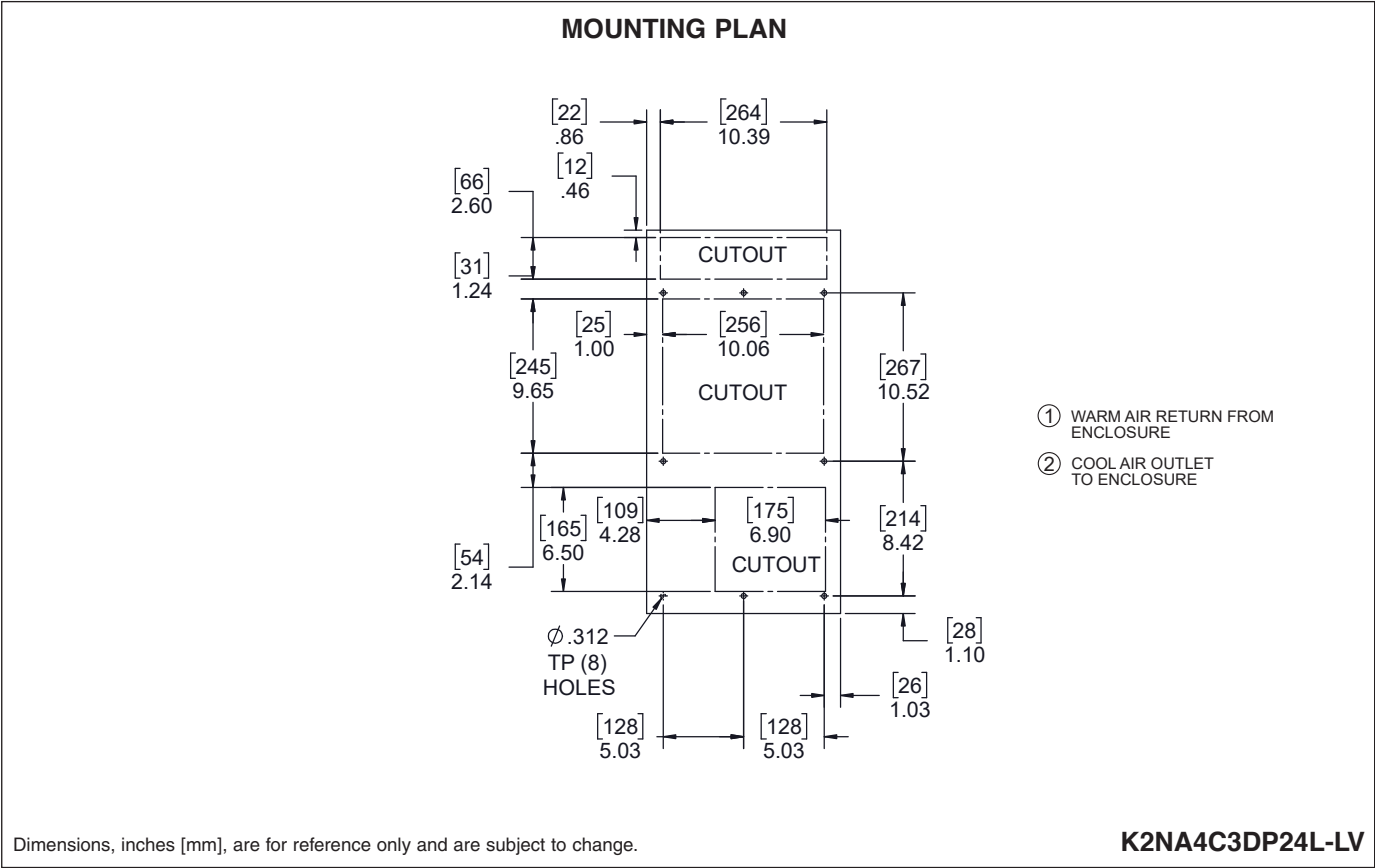 MOUNTING PLAN
[22]
.86
[264]
10.39
[12]
.46
[66]
2.60
CUTOUT
[31]
1.24
[25]
1.00
[256]
10.06
[245]
9.65
[267]
10.52
CUTOUT
① WARM AIR RETURN FROM
ENCLOSURE
② COOL AIR OUTLET
TO ENCLOSURE
[109]
4.28
[175]
6.90
[165]
6.50
[214]
8.42
[54]
2.14
CUTOUT
Ø.312
TP (8)
HOLES
[28]
1.10
[26]
1.03
[128]
5.03
[128]
5.03
Dimensions, inches [mm], are for reference only and are subject to change.
K2NA4C3DP24L-LV